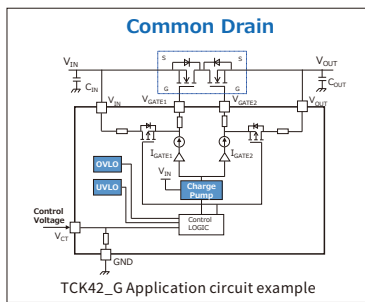 Common Drain
VIN
VOUT
S
S
G
G
CIN
COUT
VIN
VGATE1
VGATE2
VOUT
IGATE1
IGATE2
OVLO
UVLO
VIN
Charge
Pump
Control
Voltage
VCT
Control
LOGIC
GND
TCK42_G Application circuit example